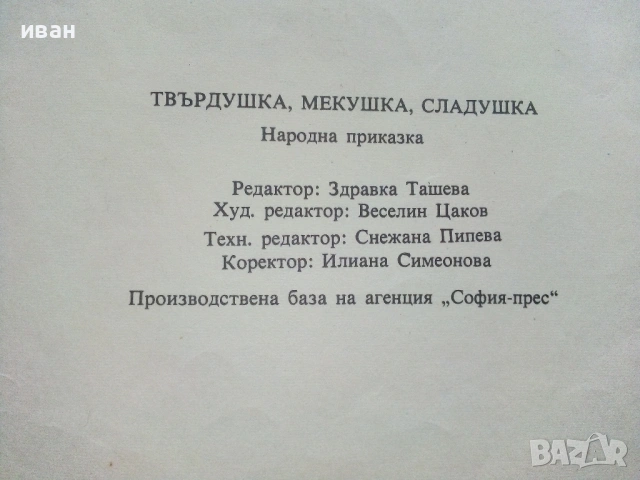 иван
ТВЪРДУШКА, МЕКУШКА, СЛАДУШКА
Народна приказка
Редактор: Здравка Ташева
Худ. редактор: Веселин Цаков
Техн. редактор: Снежана Пипева
Коректор: Илиана Симеонова
Производствена база на агенция „София-прес“
BAZAR